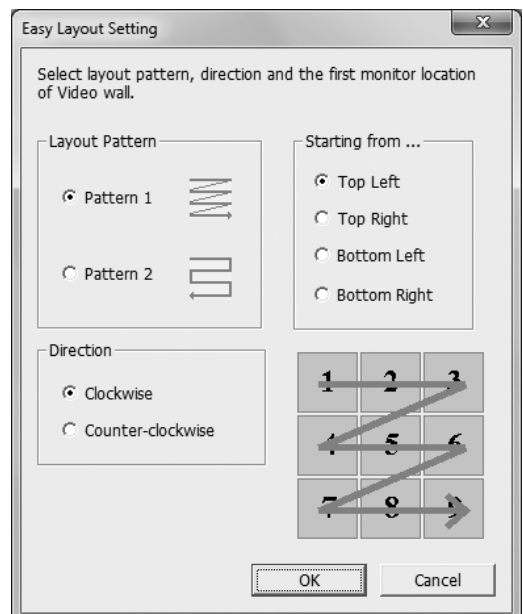 Easy Layout Setting
Select layout pattern, direction and the first monitor location
of Video wall.
Layout Pattern
Pattern 1
Pattern 2
Starting from ...
Top Left
Top Right
Bottom Left
Bottom Right
Direction
Clockwise
Counter-clockwise
1 2 3
4 5 6
7 8 9
OK Cancel